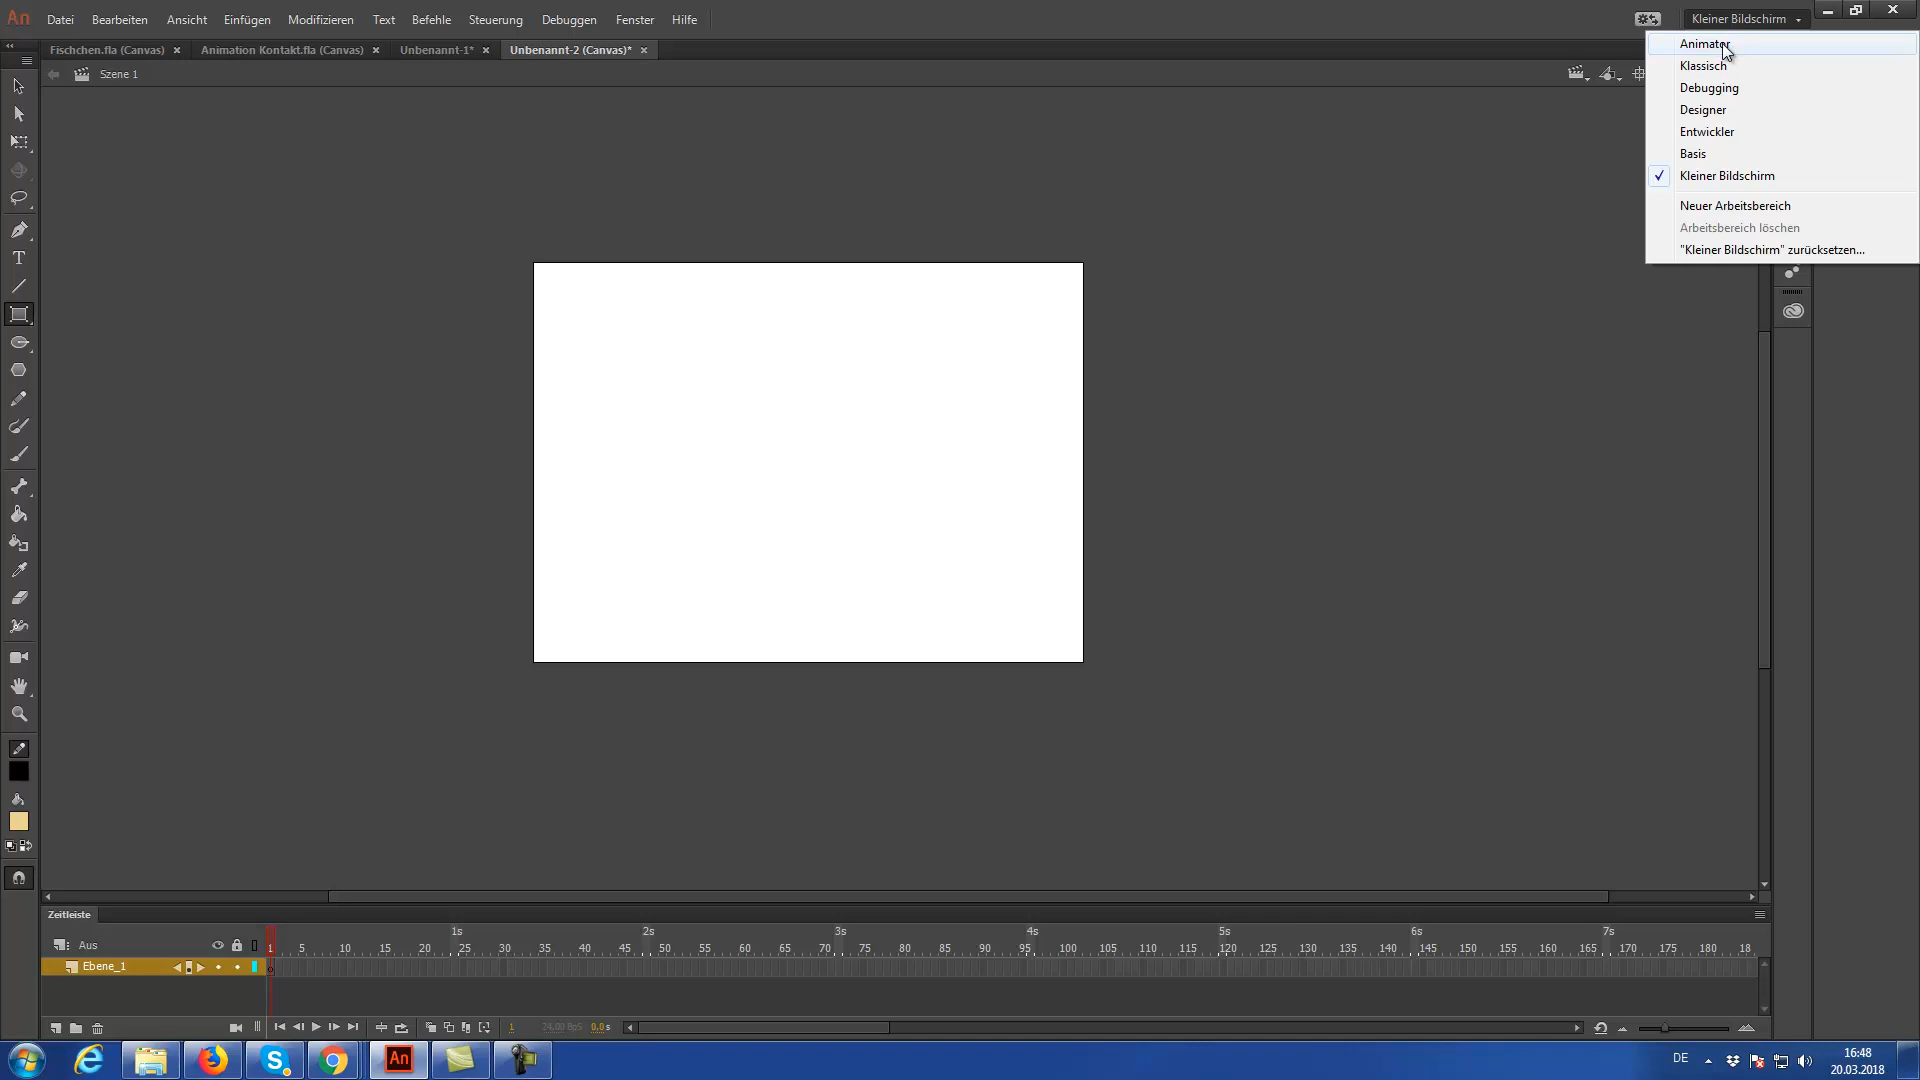 An Datei Bearbeiten Ansicht Einfügen Modifizieren Text Befehle Steuerung Debuggen Fenster Hilfe Kleiner Bildschirm
Fischchen.fla (Canvas) Animation Kontakt.fla (Canvas) Unbenannt-1* Unbenannt-2 (Canvas)*
Szene 1
Animator
Klassisch
Debugging
Designer
Entwickler
Basis
Kleiner Bildschirm
Neuer Arbeitsbereich
Arbeitsbereich löschen
"Kleiner Bildschirm" zurücksetzen...
T
Zeitleiste
1s 2s 3s 4s 5s 6s 7s
Aus 1 5 10 15 20 25 30 35 40 45 50 55 60 65 70 75 80 85 90 95 100 105 110 115 120 125 130 135 140 145 150 155 160 165 170 175 180 18
Ebene_1
1 24,00 BpS 0,0 s
An DE 16:48
20.03.2018